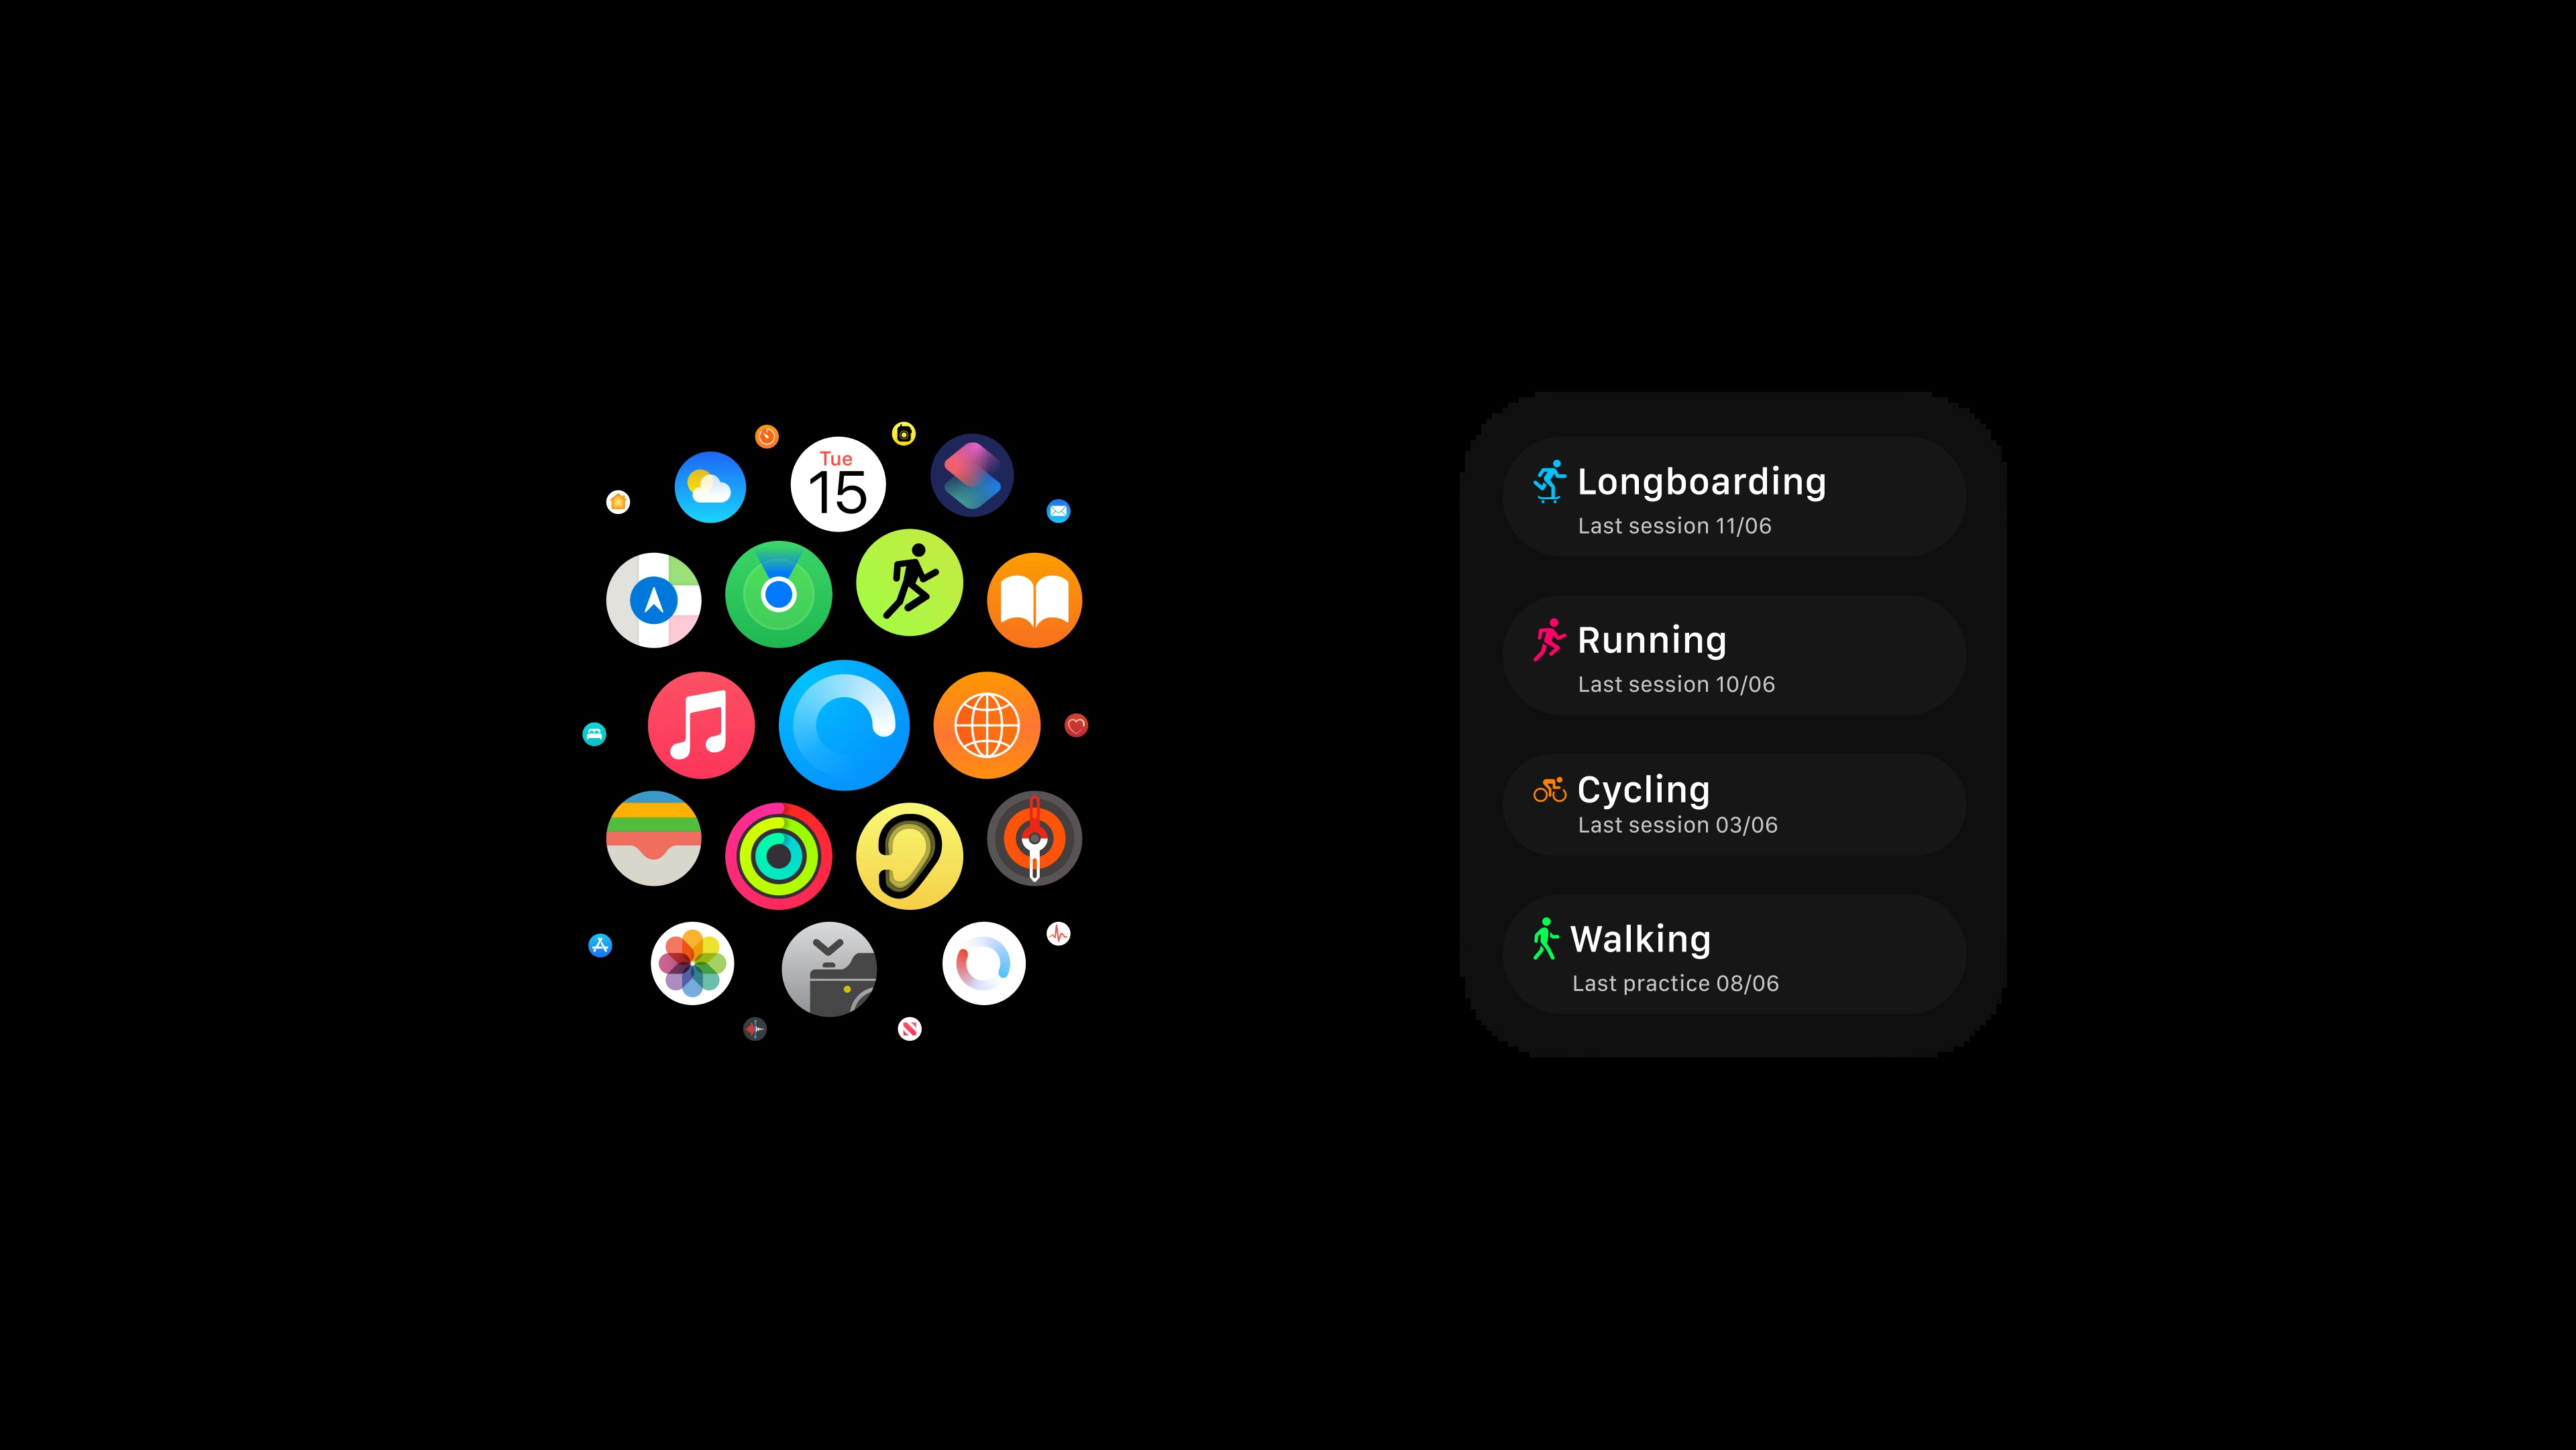 Tue
15
Longboarding
Last session 11/06
Running
Last session 10/06
Cycling
Last session 03/06
Walking
Last practice 08/06